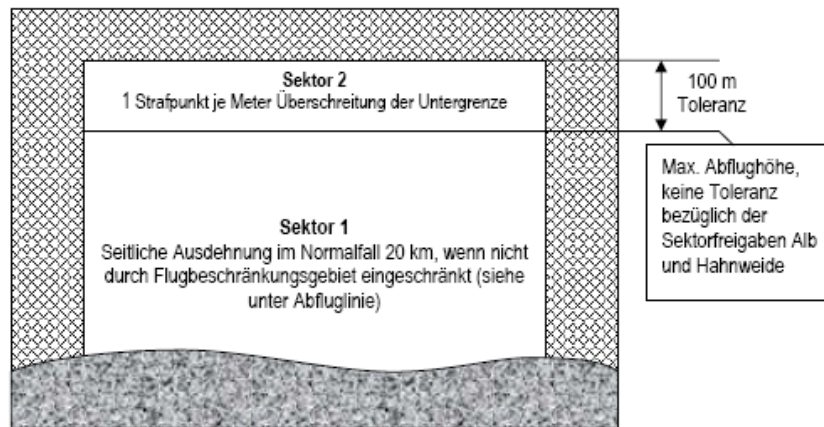 Sektor 2
1 Strafpunkt je Meter Überschreitung der Untergrenze
100 m
Toleranz
Max. Abflughöhe,
keine Toleranz
bezüglich der
Sektorfreigaben Alb
und Hahnweide
Sektor 1
Seitliche Ausdehnung im Normalfall 20 km, wenn nicht
durch Flugbeschränkungsgebiet eingeschränkt (siehe
unter Abfluglinie)